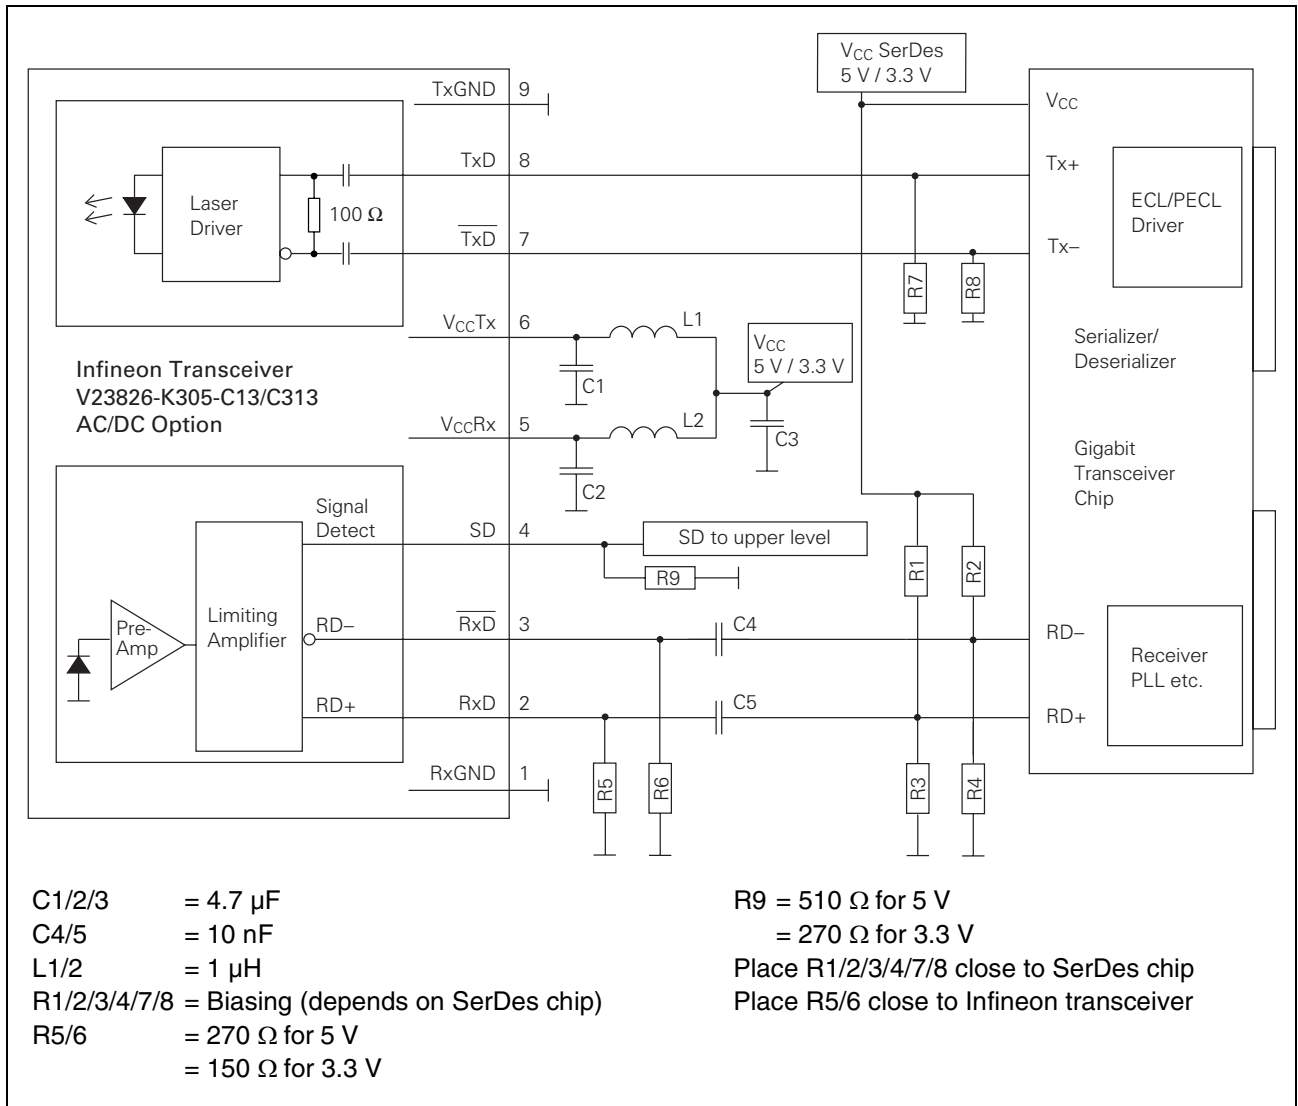 V_CC SerDes
5 V / 3.3 V
TxGND 9
V_CC
TxD 8
Tx+
Laser
Driver
100 Ω
ECL/PECL
Driver
T̅x̅D̅ 7
Tx–
R7
R8
V_CCTx 6
L1
V_CC
5 V / 3.3 V
C1
Serializer/
Deserializer
Infineon Transceiver
V23826-K305-C13/C313
AC/DC Option
V_CCRx 5
L2
C3
C2
Gigabit
Transceiver
Chip
Signal
Detect
SD 4
SD to upper level
R9
R1
R2
Pre-
Amp
Limiting
Amplifier
RD–
R̅x̅D̅ 3
C4
RD–
Receiver
PLL etc.
RD+
RxD 2
C5
RD+
RxGND 1
R5
R6
R3
R4
C1/2/3 = 4.7 µF
C4/5 = 10 nF
L1/2 = 1 µH
R1/2/3/4/7/8 = Biasing (depends on SerDes chip)
R5/6 = 270 Ω for 5 V
= 150 Ω for 3.3 V
R9 = 510 Ω for 5 V
= 270 Ω for 3.3 V
Place R1/2/3/4/7/8 close to SerDes chip
Place R5/6 close to Infineon transceiver